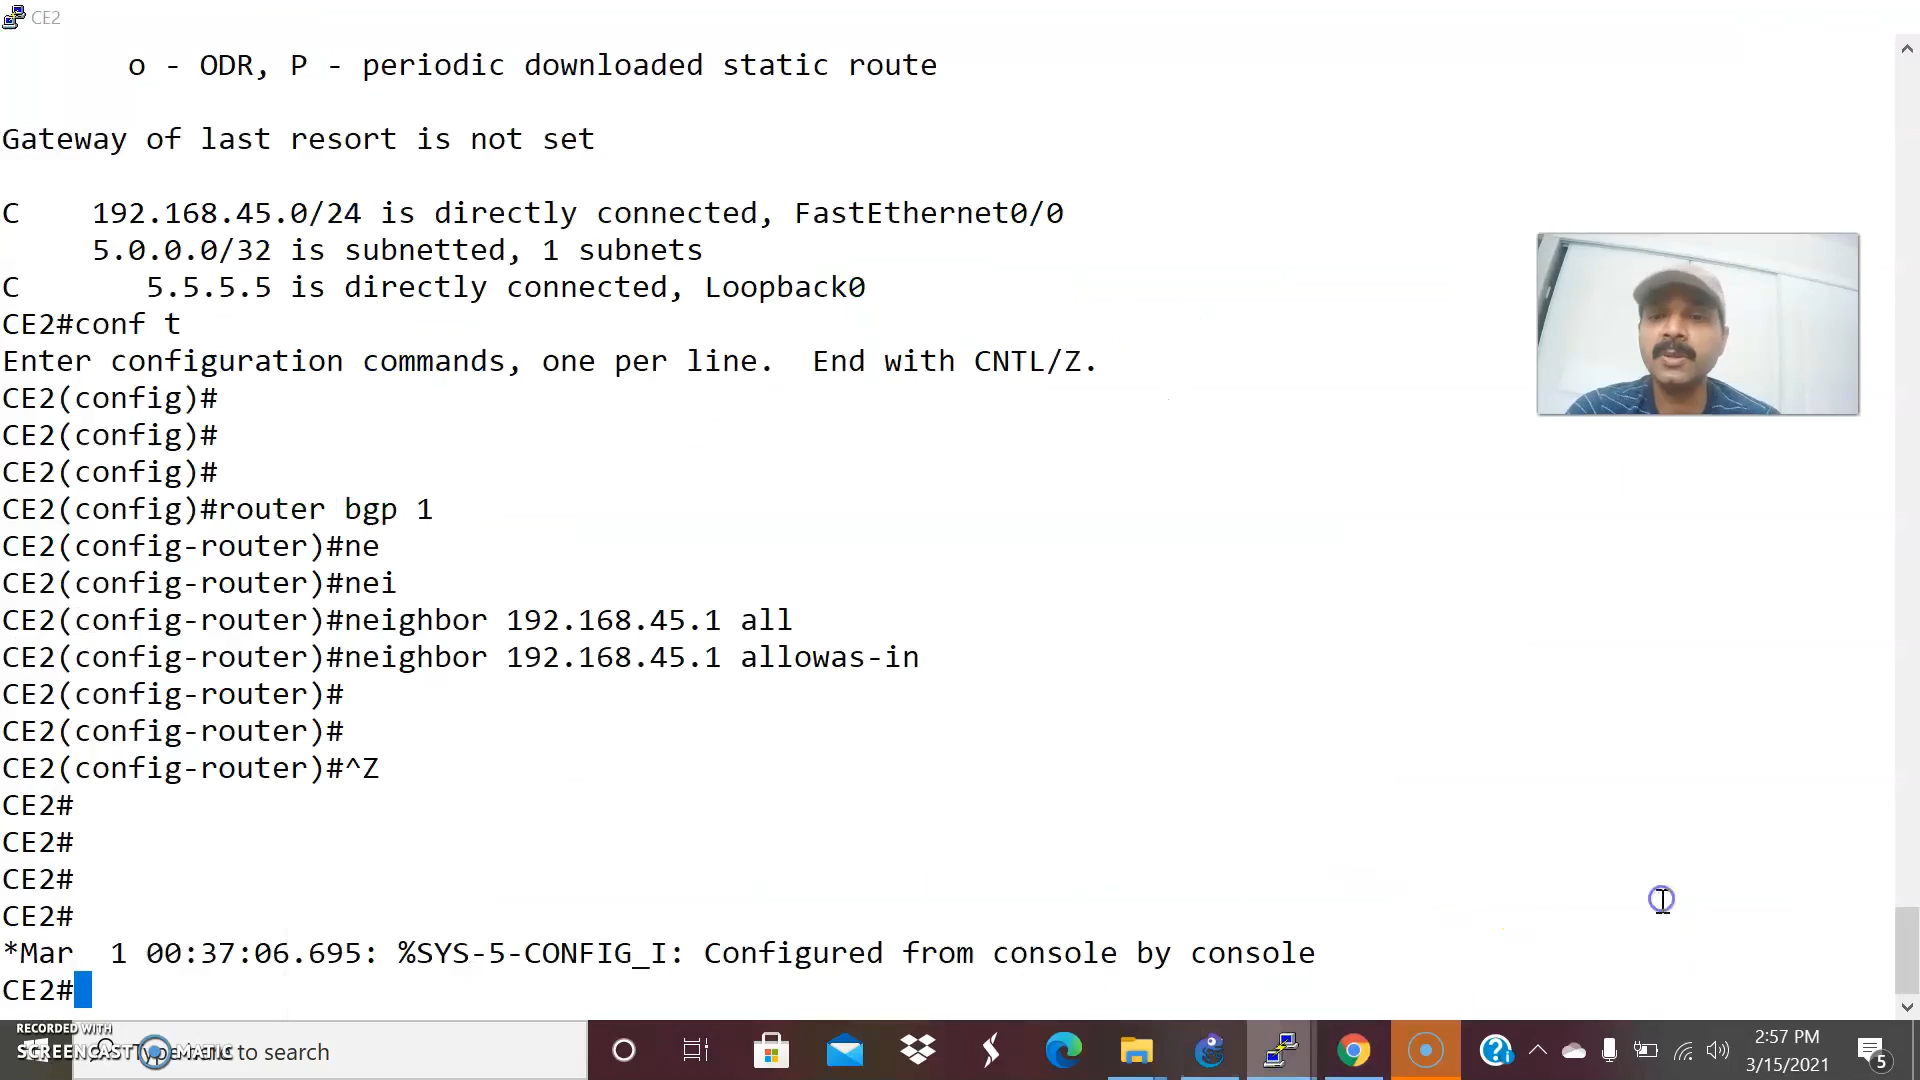 CE2
o - ODR, P - periodic downloaded static route
Gateway of last resort is not set
C    192.168.45.0/24 is directly connected, FastEthernet0/0
     5.0.0.0/32 is subnetted, 1 subnets
C       5.5.5.5 is directly connected, Loopback0
CE2#conf t
Enter configuration commands, one per line.  End with CNTL/Z.
CE2(config)#
CE2(config)#
CE2(config)#
CE2(config)#router bgp 1
CE2(config-router)#ne
CE2(config-router)#nei
CE2(config-router)#neighbor 192.168.45.1 all
CE2(config-router)#neighbor 192.168.45.1 allowas-in
CE2(config-router)#
CE2(config-router)#
CE2(config-router)#^Z
CE2#
CE2#
CE2#
CE2#
*Mar  1 00:37:06.695: %SYS-5-CONFIG_I: Configured from console by console
CE2#
RECORDED WITH
SCREENCAST MATIC
Type here to search
2:57 PM
3/15/2021
5